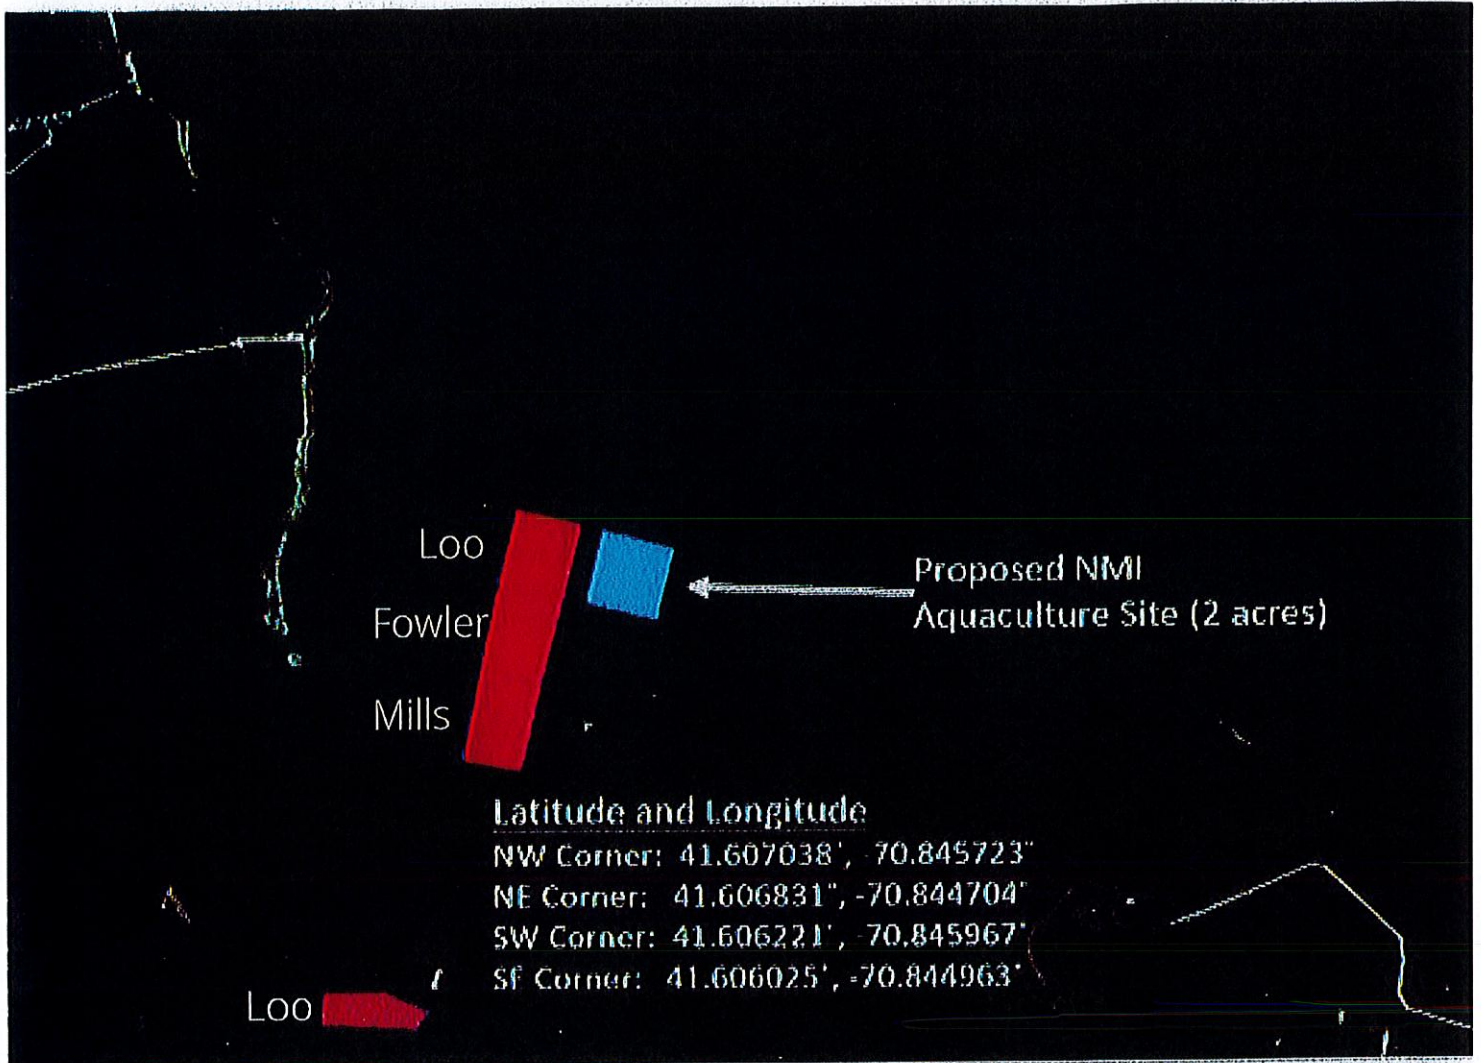 Loo
Fowler
Mills
Proposed NMI
Aquaculture Site (2 acres)
Latitude and Longitude
NW Corner: 41.607038', -70.845723"
NE Corner: 41.606831", -70.844704"
SW Corner: 41.606221', -70.845967"
SE Corner: 41.606025', -70.844963'
Loo